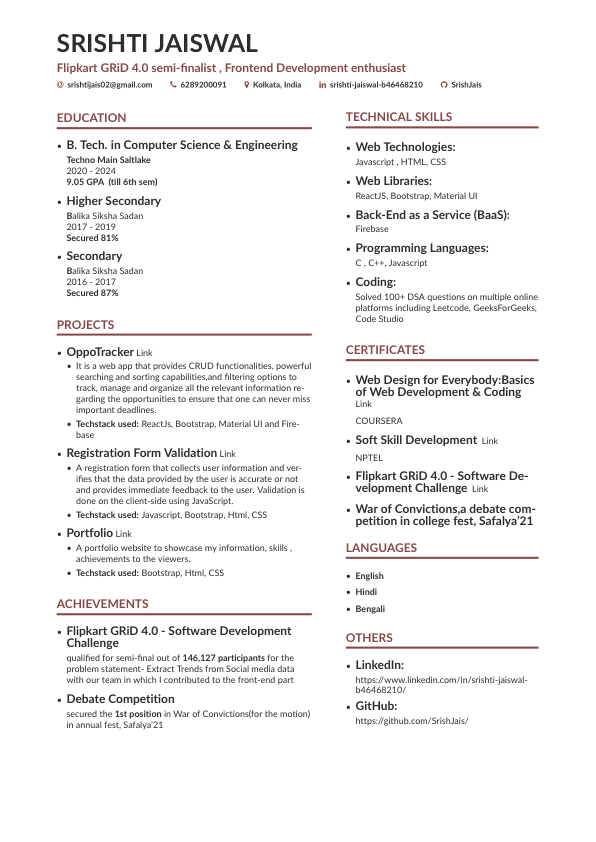 SRISHTI JAISWAL
Flipkart GRiD 4.0 semi-finalist , Frontend Development enthusiast
@ srishtijais02@gmail.com 6289200091 Kolkata, India in srishti-jaiswal-b46468210 SrishJais
EDUCATION
• B. Tech. in Computer Science & Engineering
Techno Main Saltlake
2020 - 2024
9.05 GPA (till 6th sem)
• Higher Secondary
Balika Siksha Sadan
2017 - 2019
Secured 81%
• Secondary
Balika Siksha Sadan
2016 - 2017
Secured 87%
PROJECTS
• OppoTracker Link
• It is a web app that provides CRUD functionalities, powerful
searching and sorting capabilities,and filtering options to
track, manage and organize all the relevant information re-
garding the opportunities to ensure that one can never miss
important deadlines.
• Techstack used: ReactJs, Bootstrap, Material UI and Fire-
base
• Registration Form Validation Link
• A registration form that collects user information and ver-
ifies that the data provided by the user is accurate or not
and provides immediate feedback to the user. Validation is
done on the client-side using JavaScript.
• Techstack used: Javascript, Bootstrap, Html, CSS
• Portfolio Link
• A portfolio website to showcase my information, skills ,
achievements to the viewers.
• Techstack used: Bootstrap, Html, CSS
ACHIEVEMENTS
• Flipkart GRiD 4.0 - Software Development
Challenge
qualified for semi-final out of 146,127 participants for the
problem statement- Extract Trends from Social media data
with our team in which I contributed to the front-end part
• Debate Competition
secured the 1st position in War of Convictions(for the motion)
in annual fest, Safalya'21
TECHNICAL SKILLS
• Web Technologies:
Javascript , HTML, CSS
• Web Libraries:
ReactJS, Bootstrap, Material UI
• Back-End as a Service (BaaS):
Firebase
• Programming Languages:
C , C++, Javascript
• Coding:
Solved 100+ DSA questions on multiple online
platforms including Leetcode, GeeksForGeeks,
Code Studio
CERTIFICATES
• Web Design for Everybody:Basics
of Web Development & Coding
Link
COURSERA
• Soft Skill Development Link
NPTEL
• Flipkart GRiD 4.0 - Software De-
velopment Challenge Link
• War of Convictions,a debate com-
petition in college fest, Safalya'21
LANGUAGES
• English
• Hindi
• Bengali
OTHERS
• LinkedIn:
https://www.linkedin.com/in/srishti-jaiswal-
b46468210/
• GitHub:
https://github.com/SrishJais/